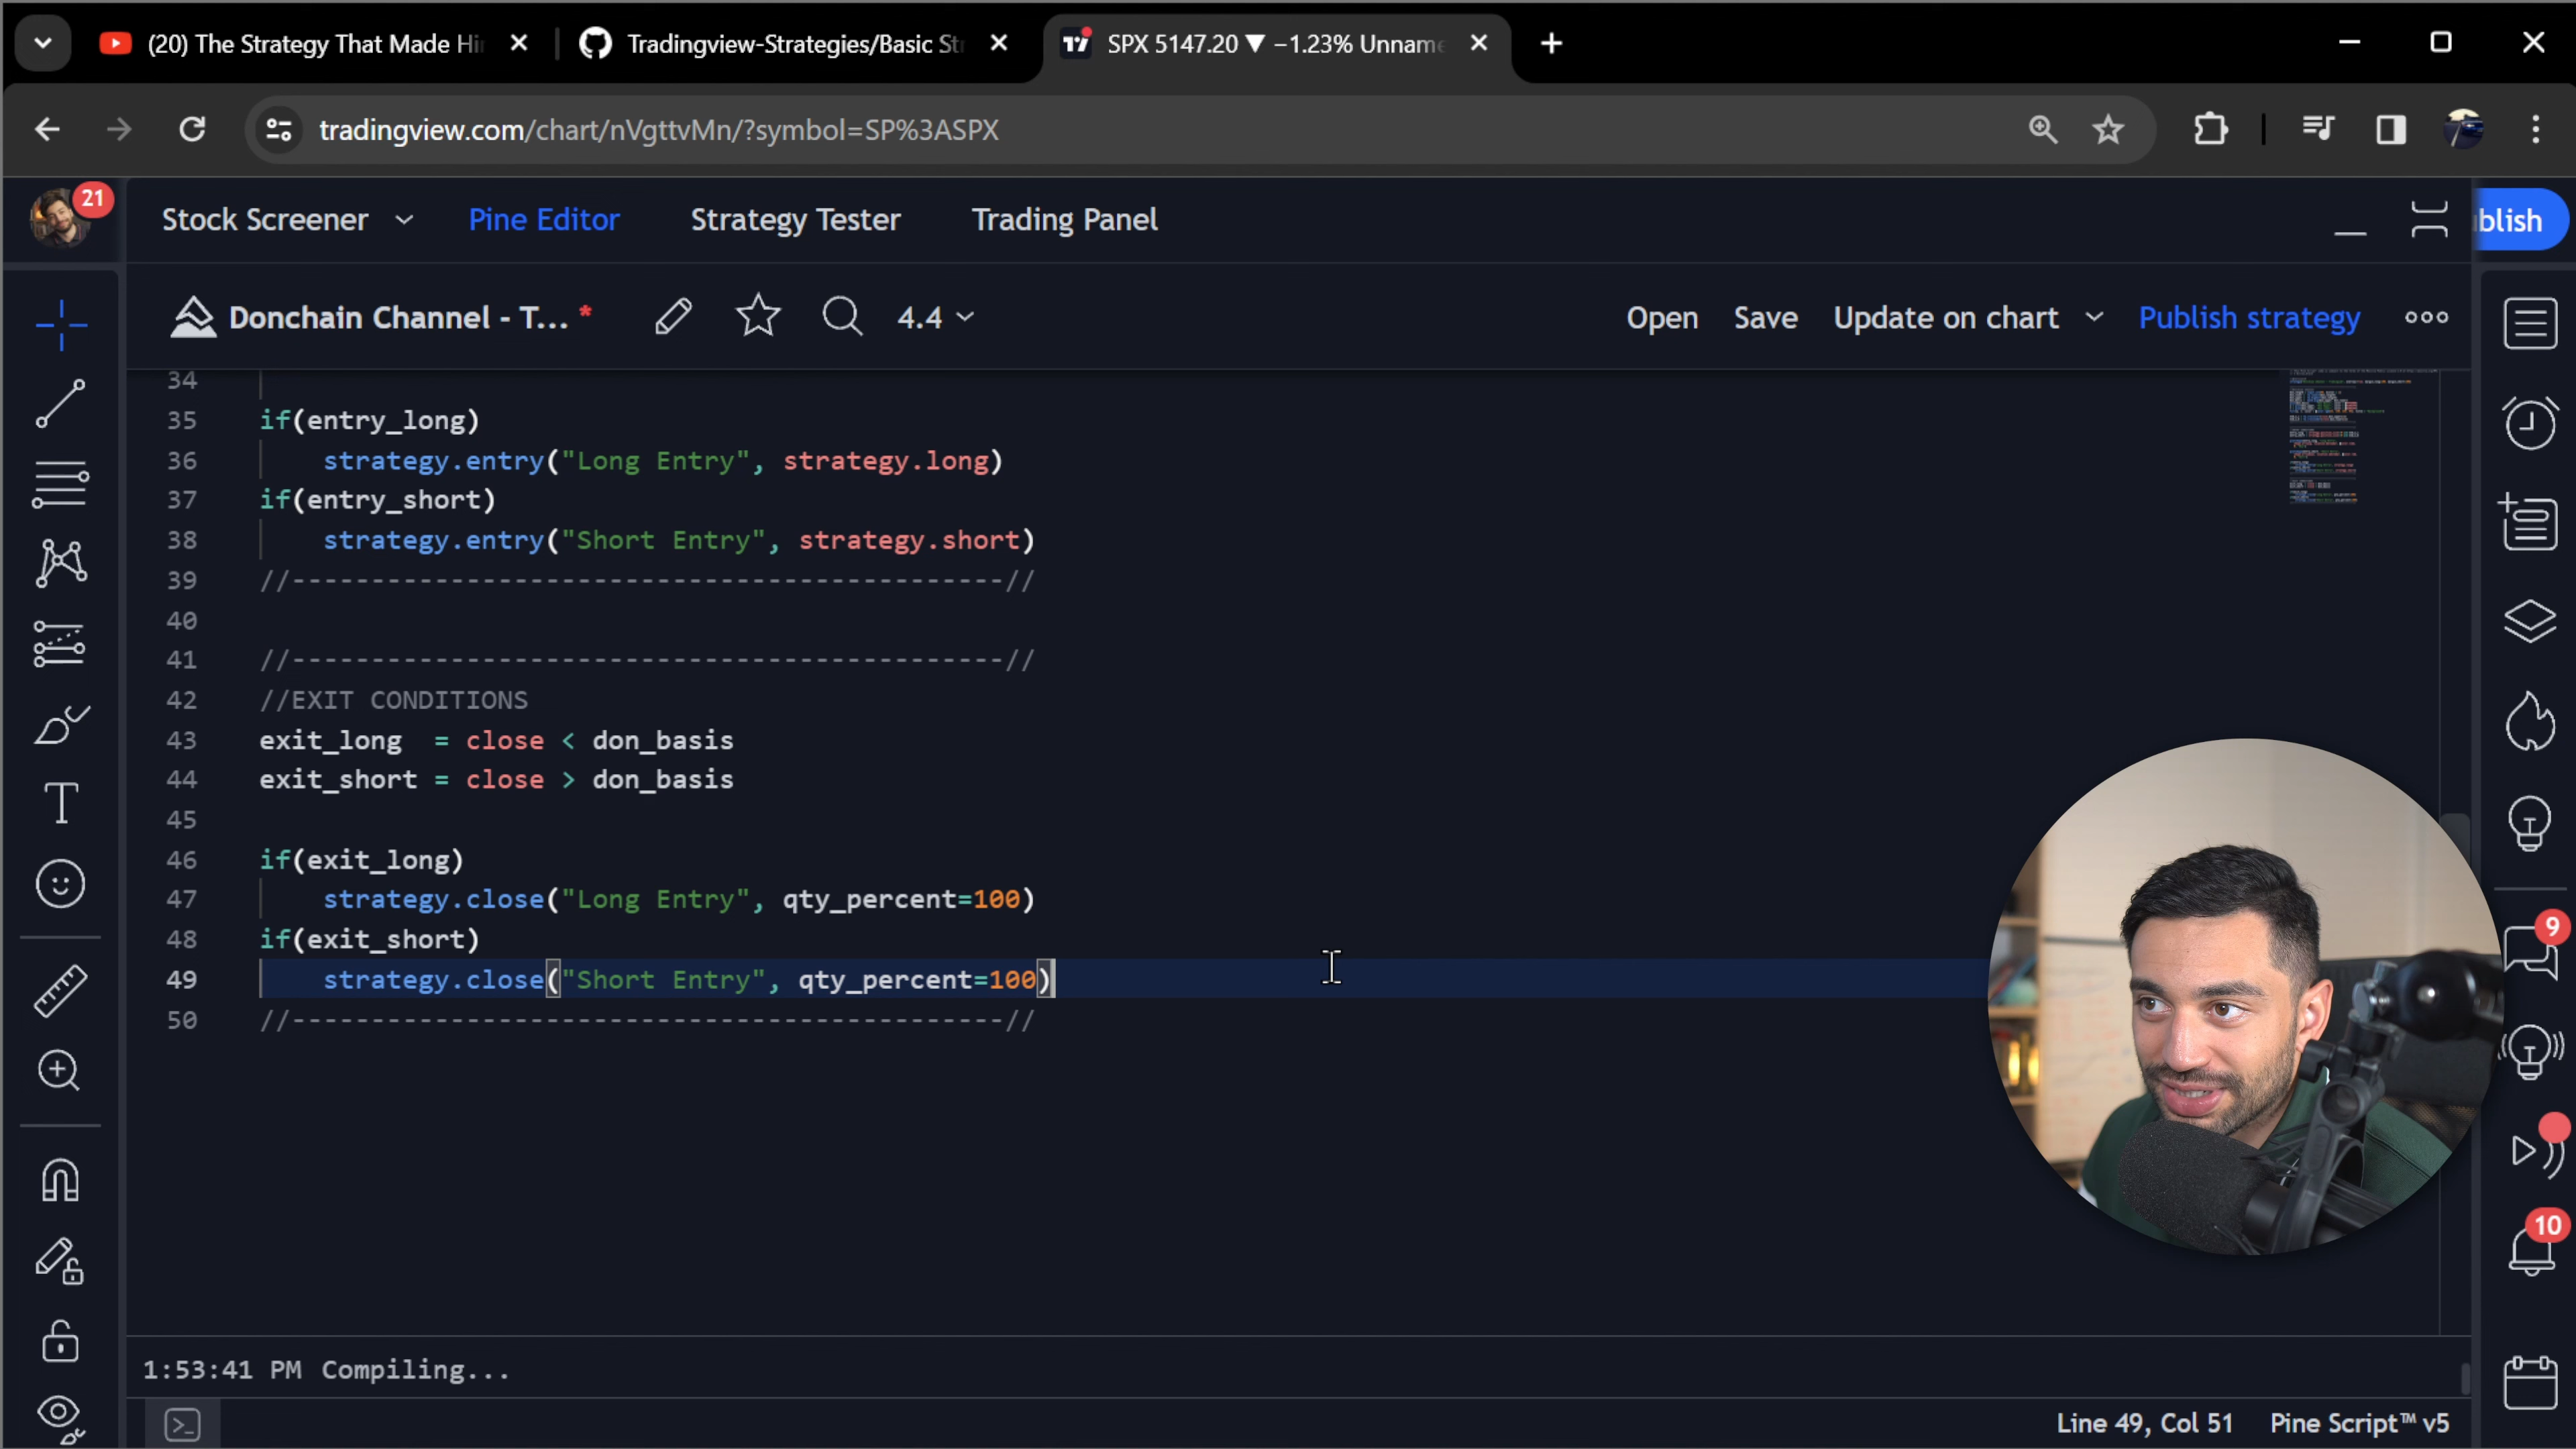 (20) The Strategy That Made Hi
Tradingview-Strategies/Basic St
SPX 5147.20 ▼ −1.23% Unname
tradingview.com/chart/nVgttvMn/?symbol=SP%3ASPX
21
Stock Screener
Pine Editor
Strategy Tester
Trading Panel
blish
Donchain Channel - T... *
4.4
Open
Save
Update on chart
Publish strategy
34
35 if(entry_long)
36 strategy.entry("Long Entry", strategy.long)
37 if(entry_short)
38 strategy.entry("Short Entry", strategy.short)
39 //---------------------------------------------//
40
41 //---------------------------------------------//
42 //EXIT CONDITIONS
43 exit_long  = close < don_basis
44 exit_short = close > don_basis
45
46 if(exit_long)
47 strategy.close("Long Entry", qty_percent=100)
48 if(exit_short)
49 strategy.close("Short Entry", qty_percent=100)
50 //---------------------------------------------//
9
10
1:53:41 PM Compiling...
Line 49, Col 51
Pine Script™ v5